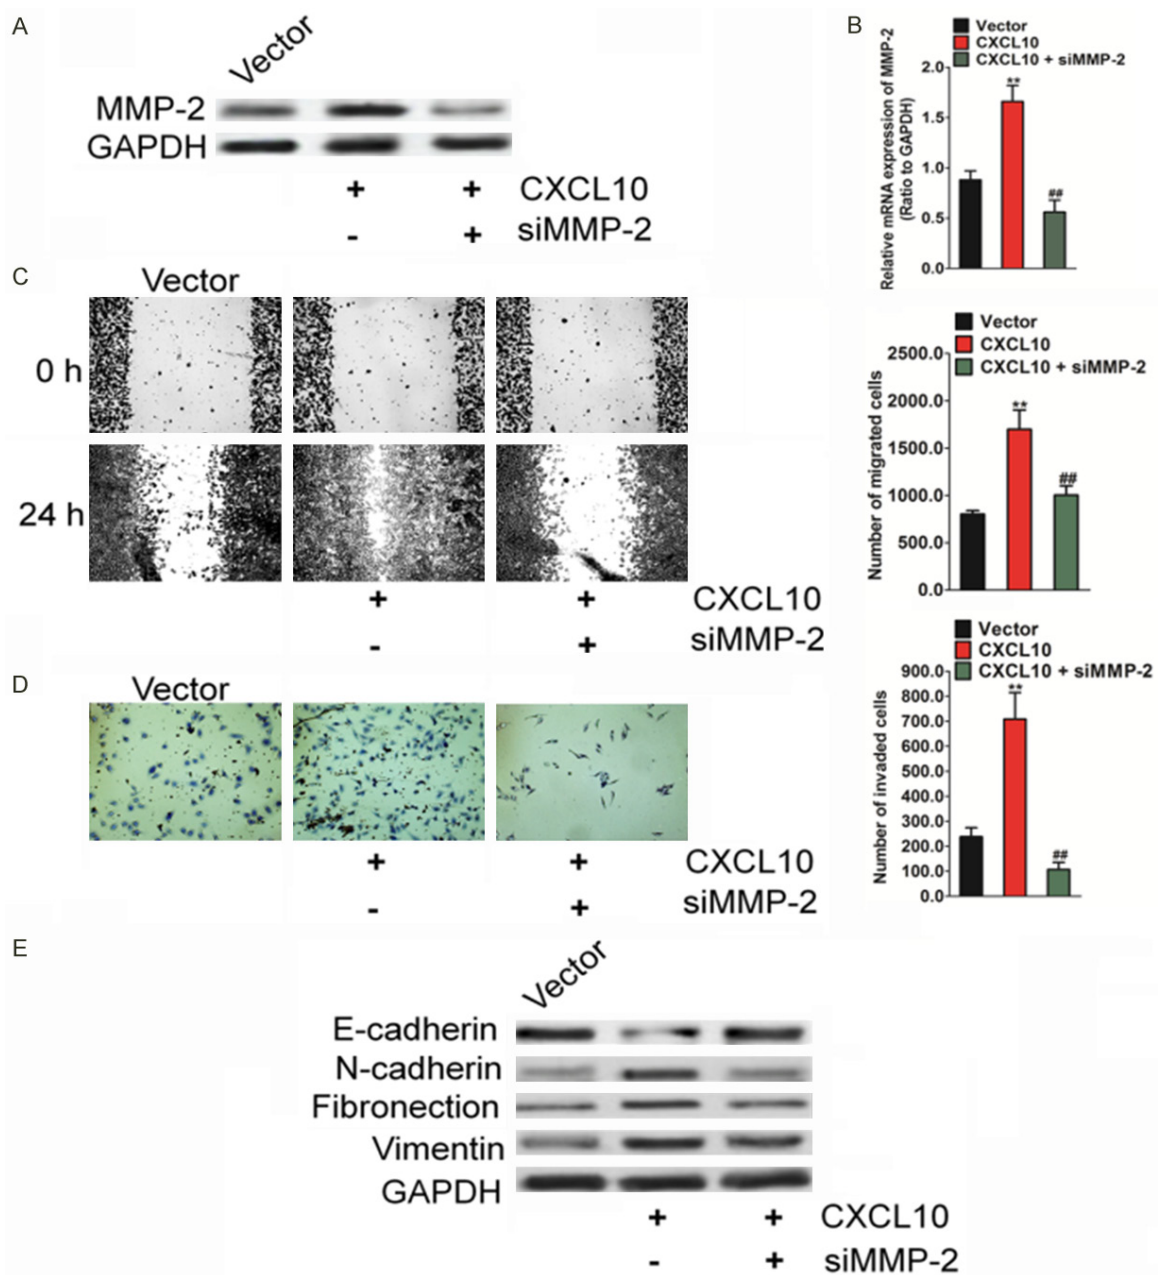 A
Vector
MMP-2
GAPDH
+ + CXCL10
- + siMMP-2
B
Vector
CXCL10
CXCL10 + siMMP-2
Relative mRNA expression of MMP-2
(Ratio to GAPDH)
2.0
1.5
1.0
0.5
0.0
**
##
C
Vector
0 h
24 h
+ + CXCL10
- + siMMP-2
Vector
CXCL10
CXCL10 + siMMP-2
Number of migrated cells
2500.0
2000.0
1500.0
1000.0
500.0
0.0
**
##
D
Vector
+ + CXCL10
- + siMMP-2
Vector
CXCL10
CXCL10 + siMMP-2
Number of invaded cells
900.0
800.0
700.0
600.0
500.0
400.0
300.0
200.0
100.0
0.0
**
##
E
Vector
E-cadherin
N-cadherin
Fibronection
Vimentin
GAPDH
+ + CXCL10
- + siMMP-2